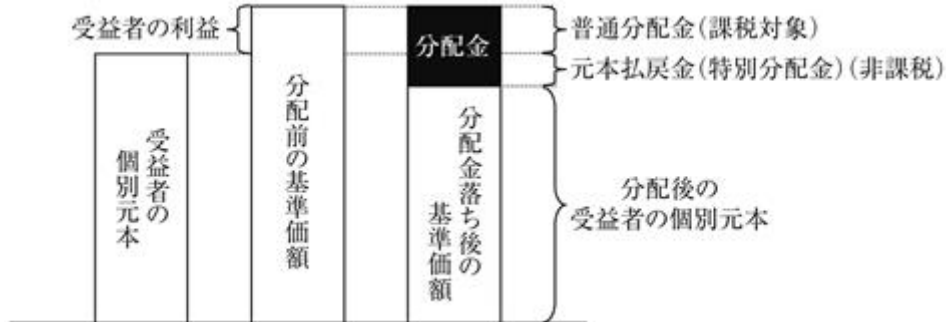 受益者の利益
分配金
普通分配金(課税対象)
元本払戻金(特別分配金)(非課税)
受益者の
個別元本
分配前の基準価額
分配金落ち後の
基準価額
分配後の
受益者の個別元本